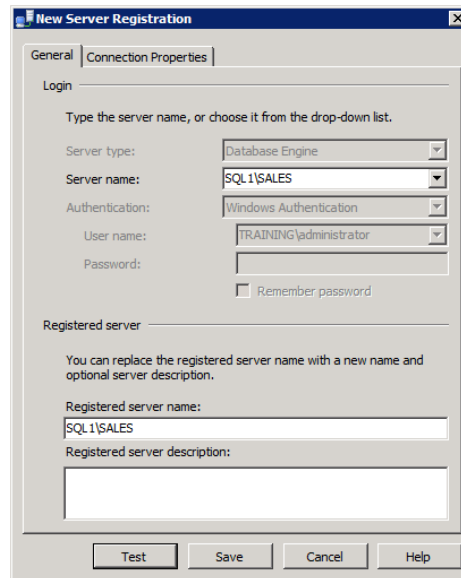 New Server Registration
General
Connection Properties
Login
Type the server name, or choose it from the drop-down list.
Server type: Database Engine
Server name: SQL1\SALES
Authentication: Windows Authentication
User name: TRAINING\administrator
Password:
Remember password
Registered server
You can replace the registered server name with a new name and
optional server description.
Registered server name:
SQL1\SALES
Registered server description:
Test Save Cancel Help